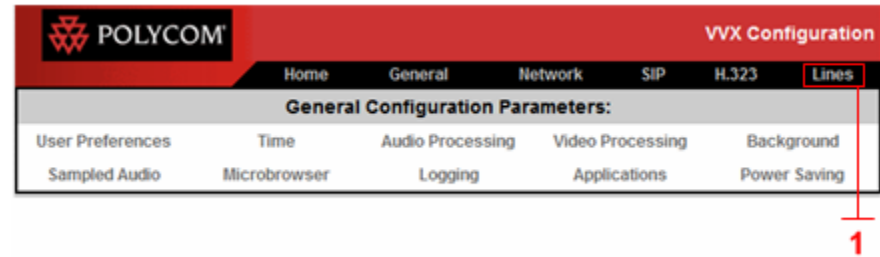 POLYCOM
VVX Configuration
Home General Network SIP H.323 Lines
General Configuration Parameters:
User Preferences Time Audio Processing Video Processing Background
Sampled Audio Microbrowser Logging Applications Power Saving
1